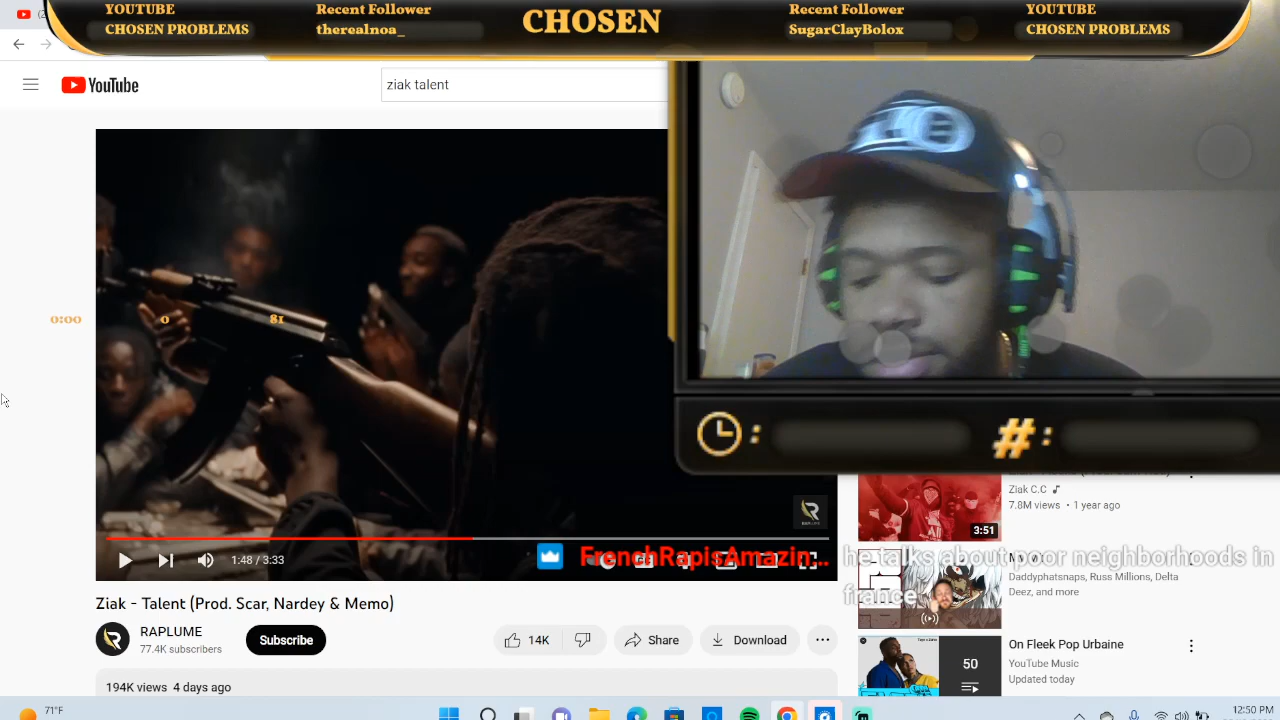 YOUTUBE
CHOSEN PROBLEMS
Recent Follower
therealnoa_
CHOSEN
Recent Follower
SugarClayBolox
YOUTUBE
CHOSEN PROBLEMS
YouTube
ziak talent
0:00
0
81
1:48 / 3:33
FrenchRapisAmazin... he talks about poor neighborhoods in
france
Ziak - Talent (Prod. Scar, Nardey & Memo)
RAPLUME
77.4K subscribers
Subscribe
14K
Share
Download
194K views 4 days ago
Ziak C.C
7.8M views • 1 year ago
3:51
Daddyphatsnaps, Russ Millions, Delta
Deez, and more
On Fleek Pop Urbaine
YouTube Music
Updated today
50
71°F
12:50 PM